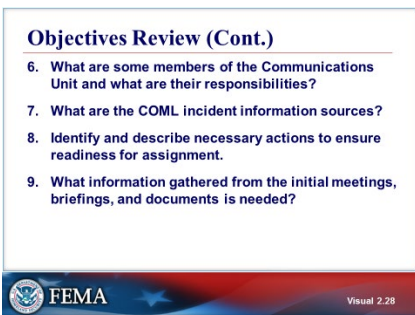 Objectives Review (Cont.)
6. What are some members of the Communications
Unit and what are their responsibilities?
7. What are the COML incident information sources?
8. Identify and describe necessary actions to ensure
readiness for assignment.
9. What information gathered from the initial meetings,
briefings, and documents is needed?
FEMA
Visual 2.28